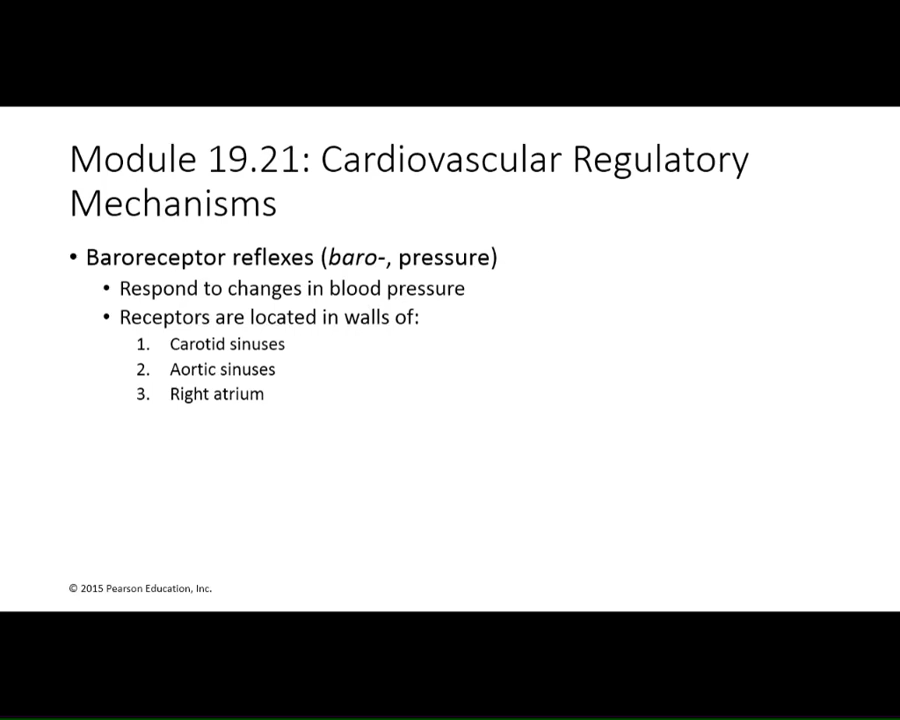 Module 19.21: Cardiovascular Regulatory
Mechanisms
• Baroreceptor reflexes (baro-, pressure)
• Respond to changes in blood pressure
• Receptors are located in walls of:
1. Carotid sinuses
2. Aortic sinuses
3. Right atrium
© 2015 Pearson Education, Inc.